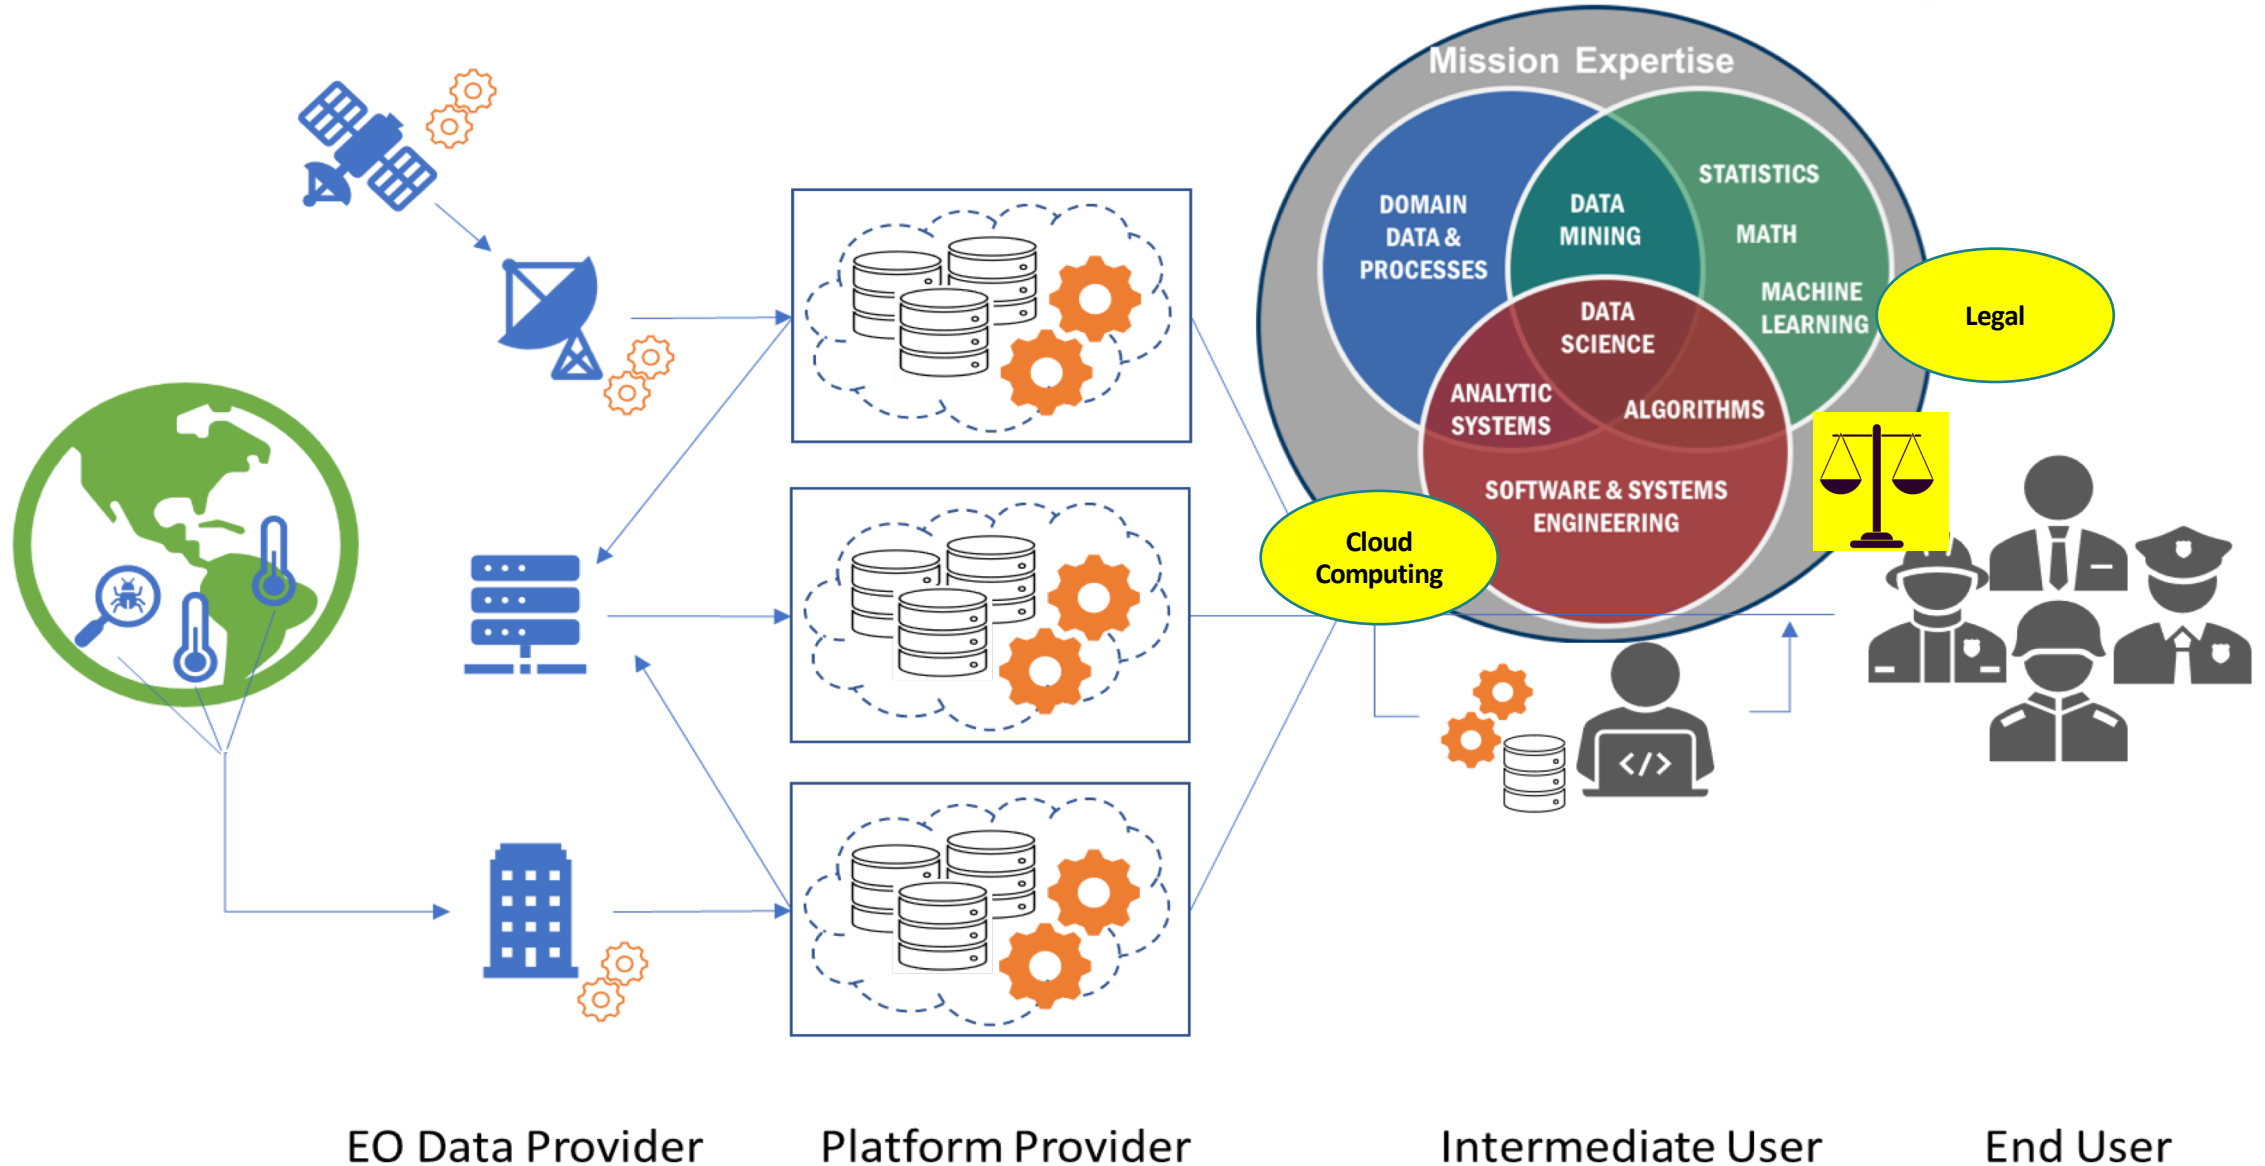 Mission Expertise
DOMAIN
DATA &
PROCESSES
DATA
MINING
STATISTICS
MATH
MACHINE
LEARNING
DATA
SCIENCE
ANALYTIC
SYSTEMS
ALGORITHMS
SOFTWARE & SYSTEMS
ENGINEERING
Legal
Cloud
Computing
</>
EO Data Provider
Platform Provider
Intermediate User
End User